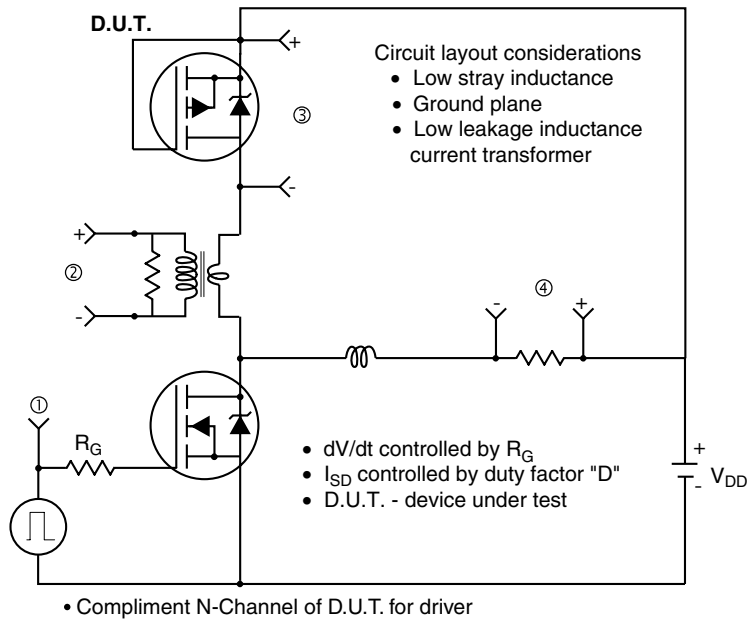 D.U.T.
+
Circuit layout considerations
• Low stray inductance
• Ground plane
• Low leakage inductance
current transformer
③
-
+
②
-
④
-
+
①
R_G
• dV/dt controlled by R_G
• I_SD controlled by duty factor "D"
• D.U.T. - device under test
+
-
V_DD
• Compliment N-Channel of D.U.T. for driver